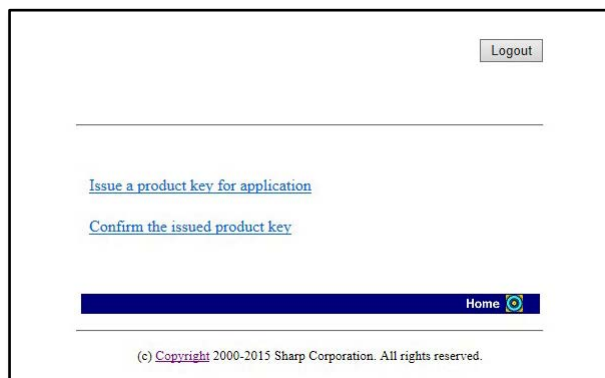 Logout
Issue a product key for application
Confirm the issued product key
Home
(c) Copyright 2000-2015 Sharp Corporation. All rights reserved.